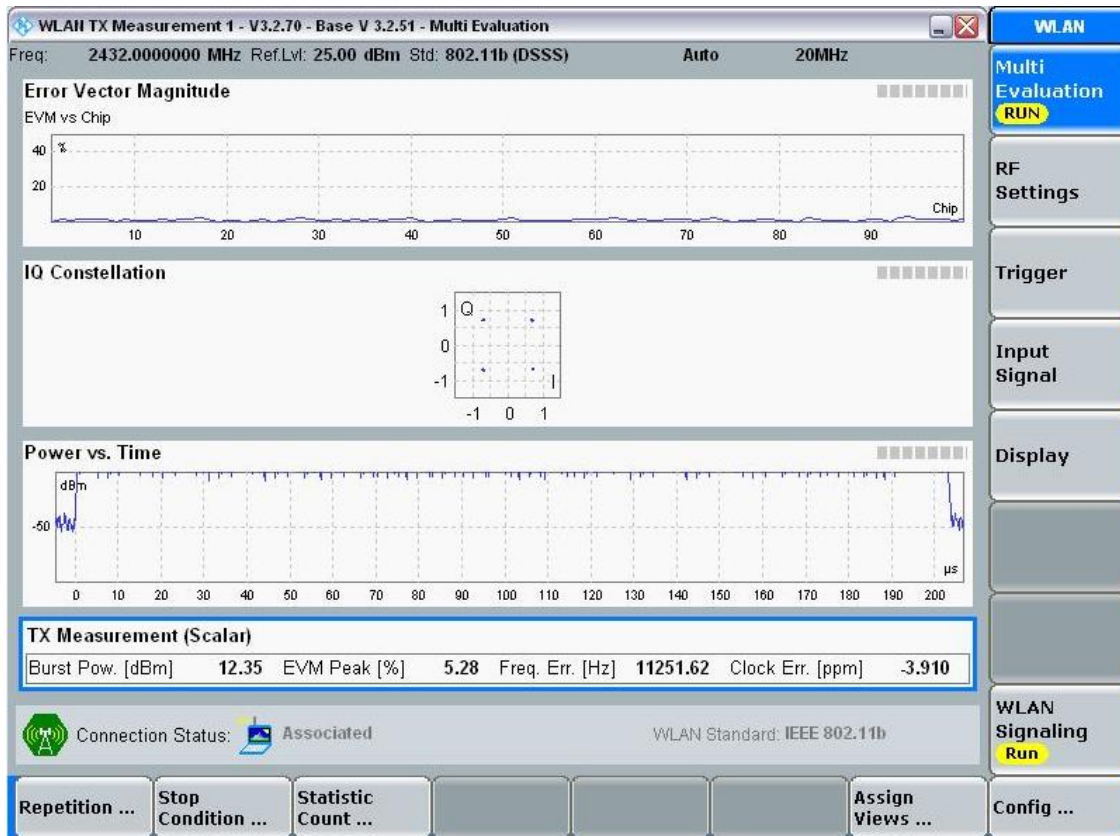 WLAN TX Measurement 1 - V3.2.70 - Base V 3.2.51 - Multi Evaluation
WLAN
Freq: 2432.0000000 MHz Ref.Lvl: 25.00 dBm Std: 802.11b (DSSS) Auto 20MHz
Multi
Evaluation
RUN
Error Vector Magnitude
EVM vs Chip
40
%
20
Chip
10 20 30 40 50 60 70 80 90
RF
Settings
IQ Constellation
1
Q
0
-1
I
-1 0 1
Trigger
Input
Signal
Power vs. Time
dBm
-50
µs
0 10 20 30 40 50 60 70 80 90 100 110 120 130 140 150 160 170 180 190 200
Display
TX Measurement (Scalar)
Burst Pow. [dBm] 12.35 EVM Peak [%] 5.28 Freq. Err. [Hz] 11251.62 Clock Err. [ppm] -3.910
Connection Status: Associated WLAN Standard: IEEE 802.11b
WLAN
Signaling
Run
Repetition ...
Stop
Condition ...
Statistic
Count ...
Assign
Views ...
Config ...